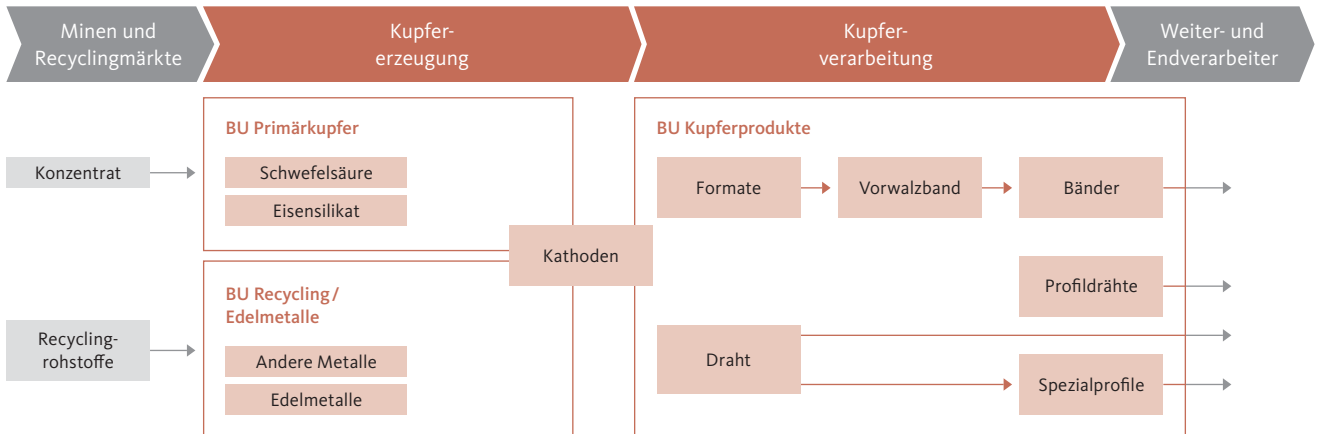 Minen und
Recyclingmärkte
Kupfer-
erzeugung
Kupfer-
verarbeitung
Weiter- und
Endverarbeiter
Konzentrat
Recycling-
rohstoffe
BU Primärkupfer
Schwefelsäure
Eisensilikat
BU Recycling/
Edelmetalle
Andere Metalle
Edelmetalle
Kathoden
BU Kupferprodukte
Formate
Vorwalzband
Bänder
Profildrähte
Draht
Spezialprofile